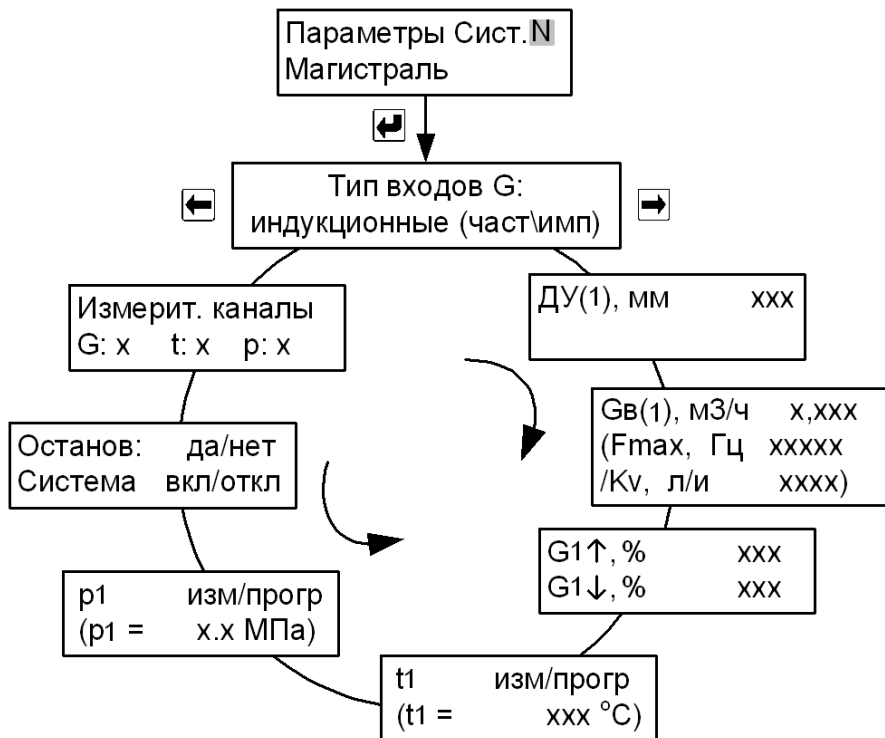 Параметры Сист.N
Магистраль
Тип входов G:
индукционные (част\имп)
ДУ(1), мм xxx
Gв(1), м3/ч x,xxx
(Fmax, Гц xxxxx
/Kv, л/и xxxx)
G1↑,% xxx
G1↓,% xxx
t1 изм/прогр
(t1 = xxx °C)
p1 изм/прогр
(p1 = x.x МПа)
Останов: да/нет
Система вкл/откл
Измерит. каналы
G: x t: x p: x